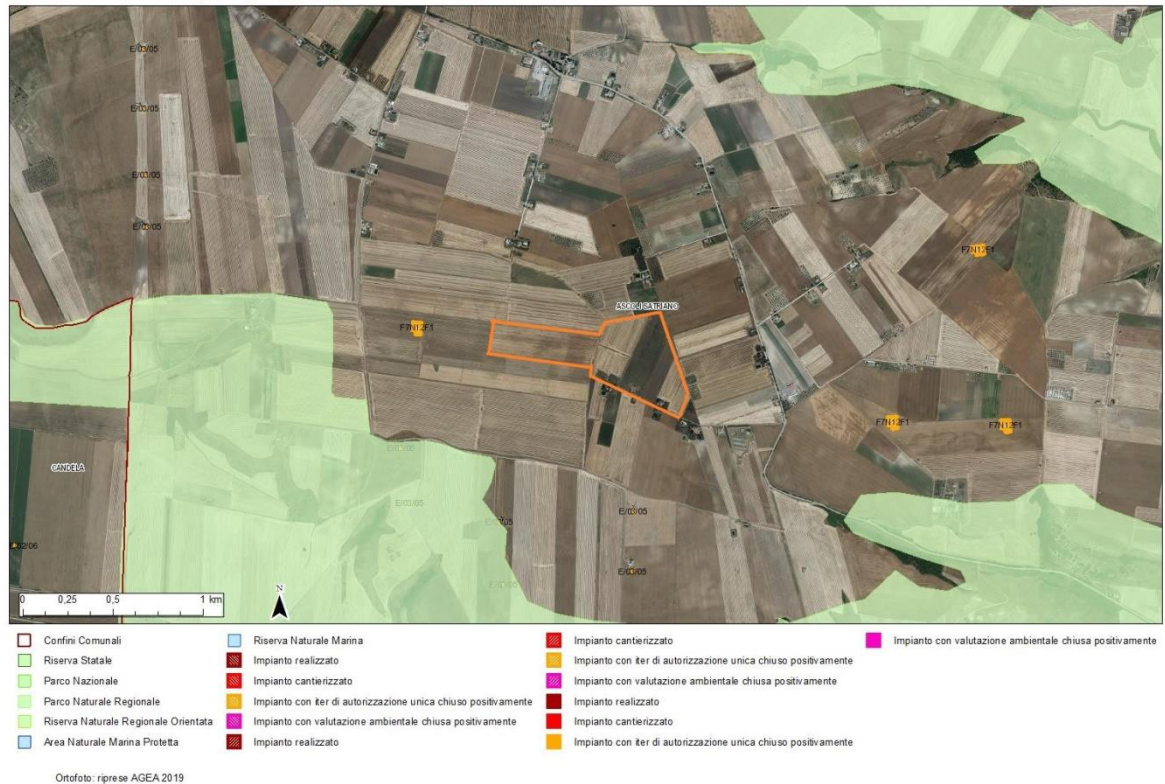 E/03/05
E/03/05
E/03/05
E/03/05
F7N12F1
ASCOLI SATRIANO
F7N12F1
F7N12F1
F7N12F1
CANDELA
E/03/05
E/03/05
E/03/05
0 0,25 0,5 1 km
N
Confini Comunali
Riserva Statale
Parco Nazionale
Parco Naturale Regionale
Riserva Naturale Regionale Orientata
Area Naturale Marina Protetta
Riserva Naturale Marina
Impianto realizzato
Impianto cantierizzato
Impianto con iter di autorizzazione unica chiuso positivamente
Impianto con valutazione ambientale chiusa positivamente
Impianto realizzato
Impianto cantierizzato
Impianto con iter di autorizzazione unica chiuso positivamente
Impianto con valutazione ambientale chiusa positivamente
Impianto realizzato
Impianto cantierizzato
Impianto con iter di autorizzazione unica chiuso positivamente
Impianto con valutazione ambientale chiusa positivamente
Ortofoto: riprese AGEA 2019